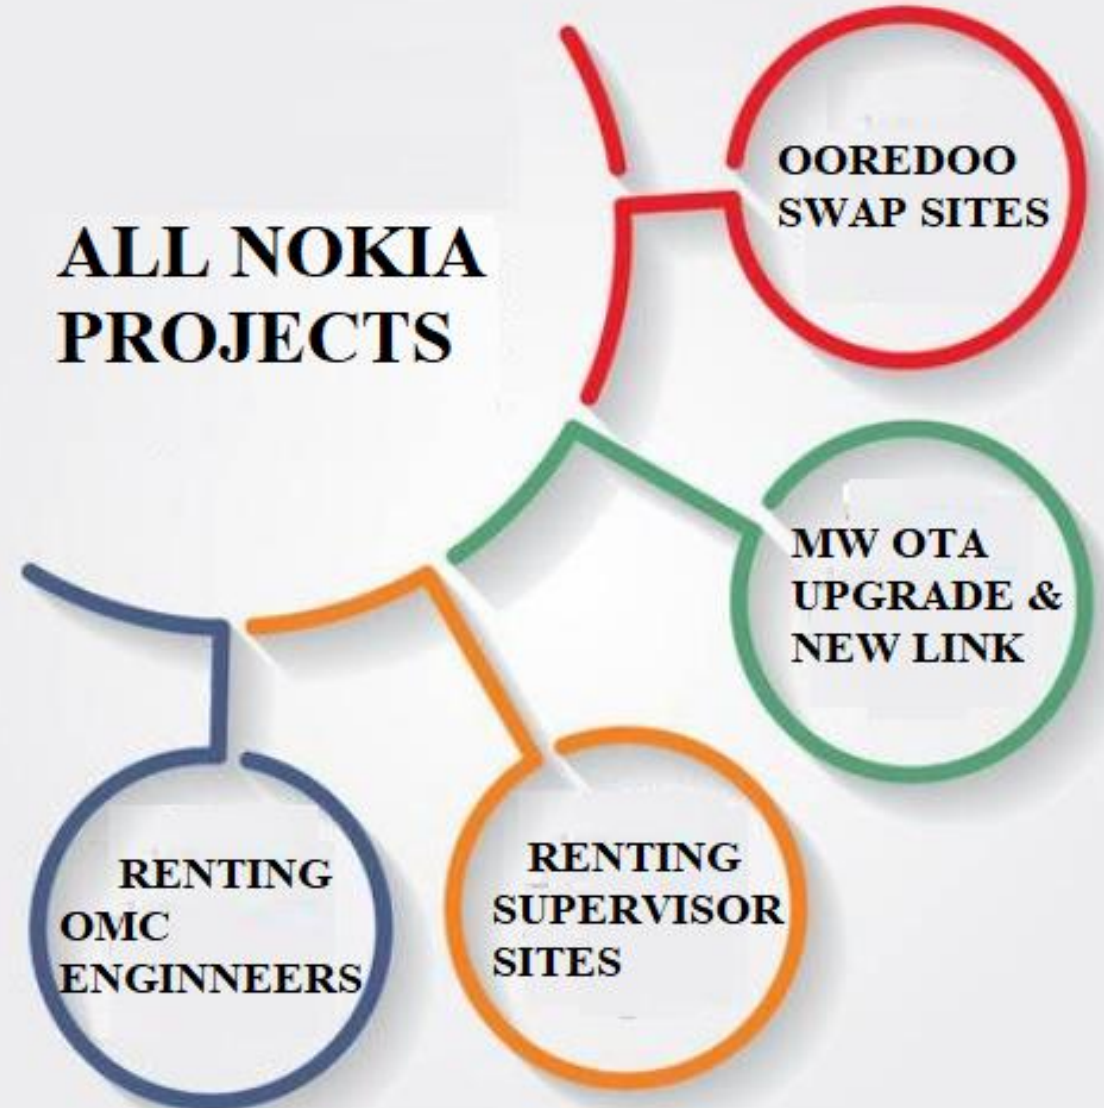 ALL NOKIA
PROJECTS
OOREDOO
SWAP SITES
MW OTA
UPGRADE &
NEW LINK
RENTING
SUPERVISOR
SITES
RENTING
OMC
ENGINNEERS